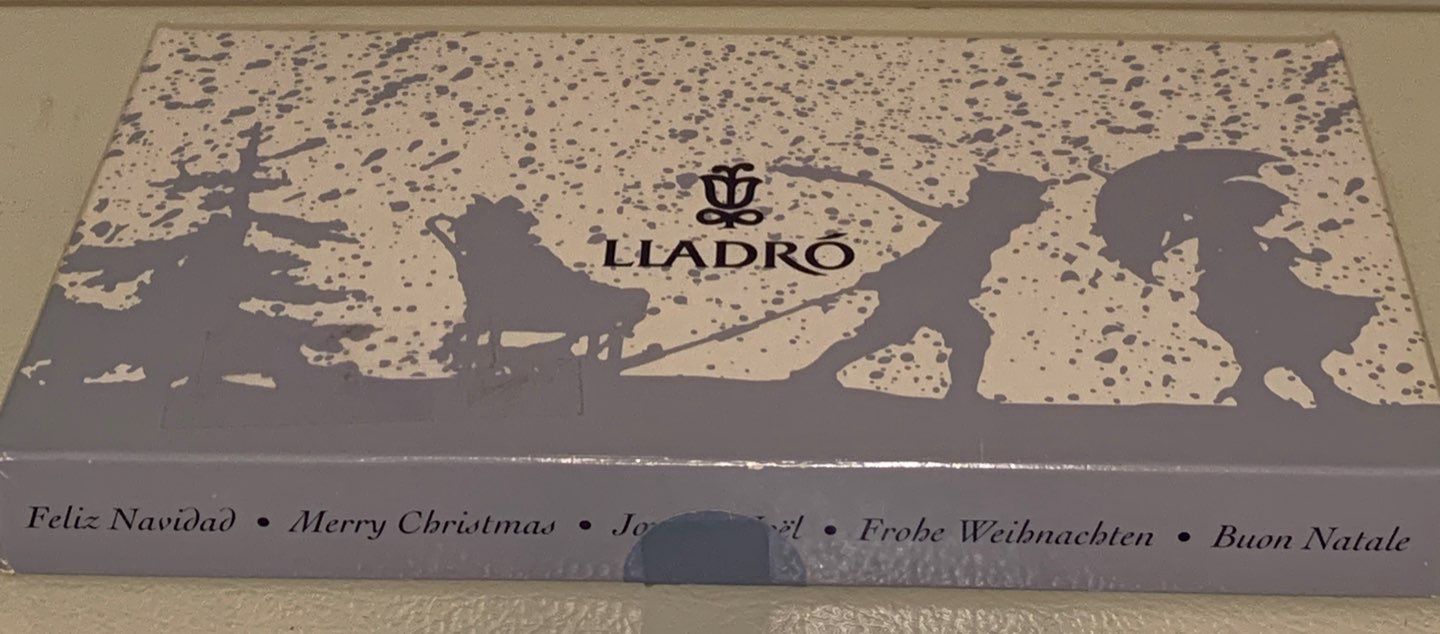 LLADRÓ
Feliz Navidad • Merry Christmas • • Frohe Weihnachten • Buon Natale